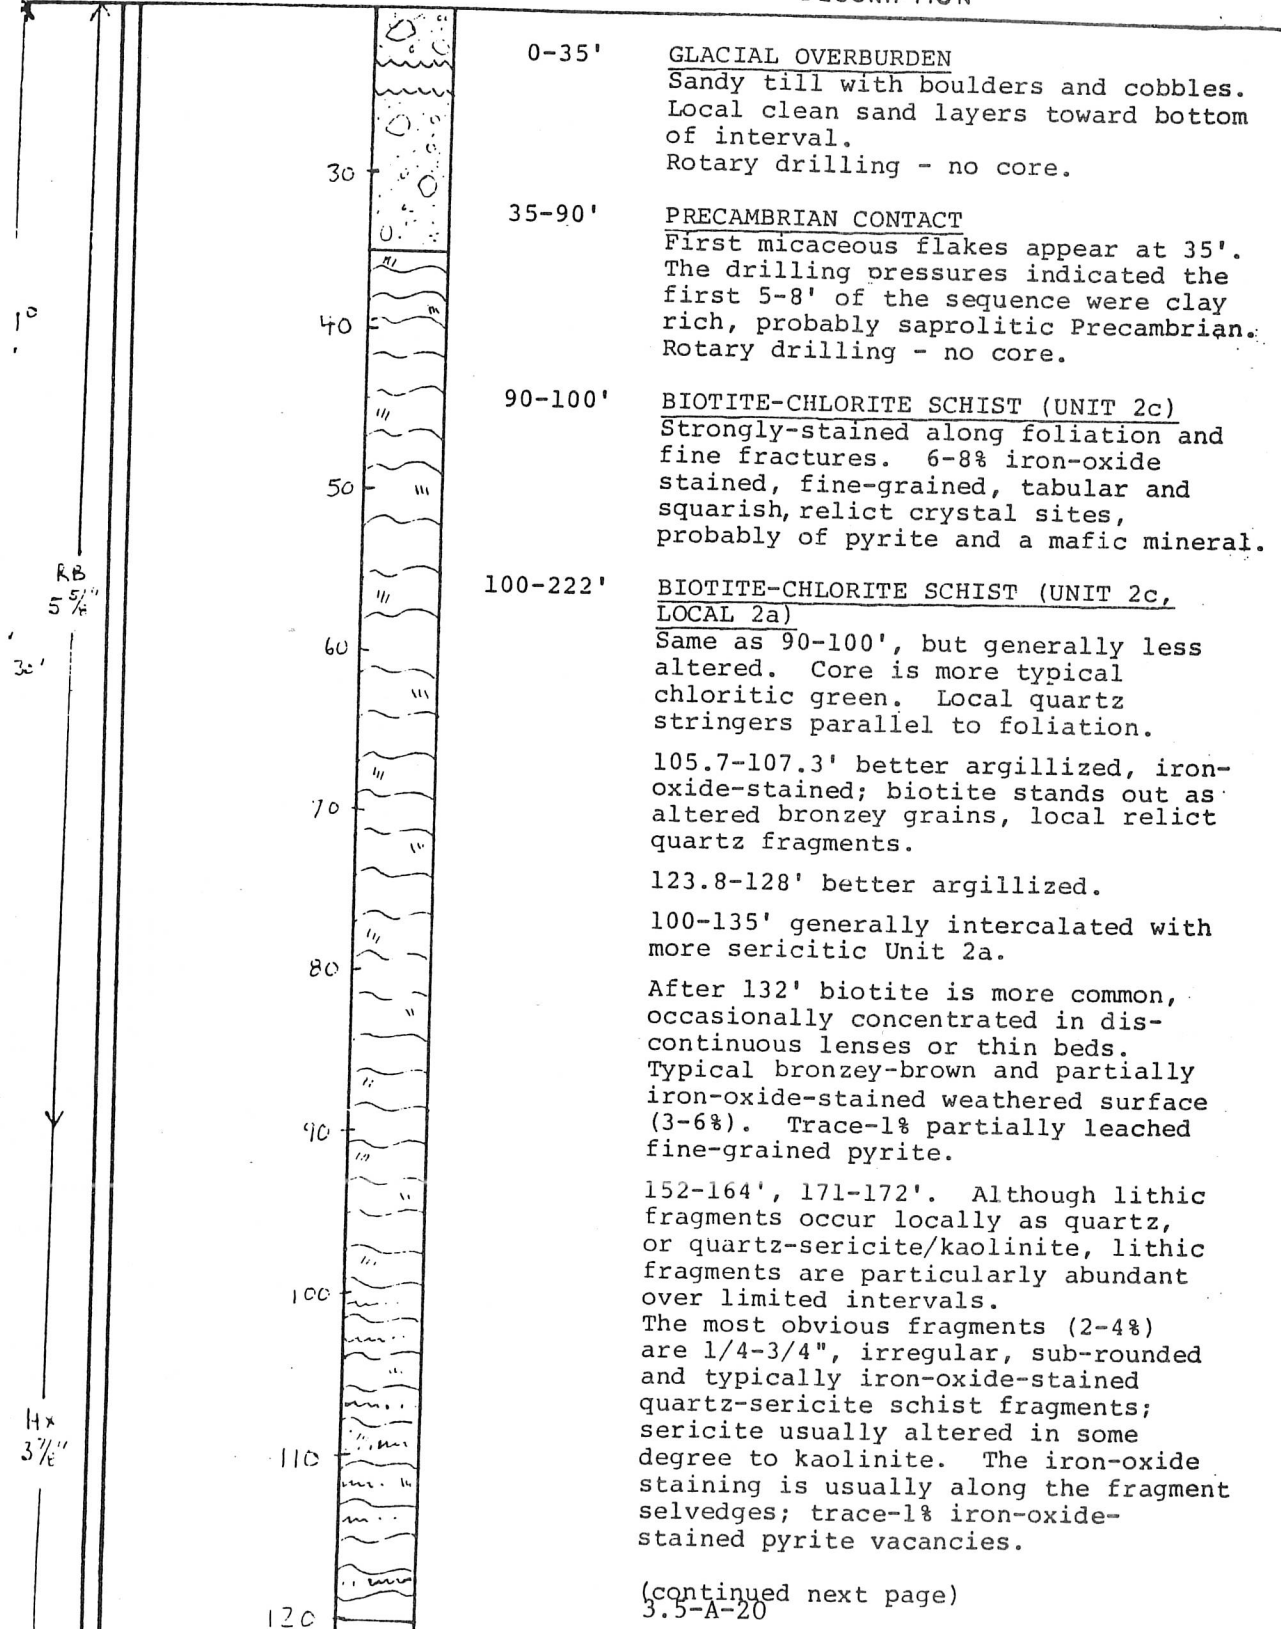 0-35'
GLACIAL OVERBURDEN
Sandy till with boulders and cobbles.
Local clean sand layers toward bottom
of interval.
Rotary drilling - no core.
30
35-90'
PRECAMBRIAN CONTACT
First micaceous flakes appear at 35'.
The drilling pressures indicated the
first 5-8' of the sequence were clay
rich, probably saprolitic Precambrian.
Rotary drilling - no core.
1°
40
90-100'
BIOTITE-CHLORITE SCHIST (UNIT 2c)
Strongly-stained along foliation and
fine fractures. 6-8% iron-oxide
stained, fine-grained, tabular and
squarish, relict crystal sites,
probably of pyrite and a mafic mineral.
50
RB
5 5/8"
100-222'
BIOTITE-CHLORITE SCHIST (UNIT 2c,
LOCAL 2a)
Same as 90-100', but generally less
altered. Core is more typical
chloritic green. Local quartz
stringers parallel to foliation.
60
30'
105.7-107.3' better argillized, iron-
oxide-stained; biotite stands out as
altered bronzey grains, local relict
quartz fragments.
70
123.8-128' better argillized.
100-135' generally intercalated with
more sericitic Unit 2a.
80
After 132' biotite is more common,
occasionally concentrated in dis-
continuous lenses or thin beds.
Typical bronzey-brown and partially
iron-oxide-stained weathered surface
(3-6%). Trace-1% partially leached
fine-grained pyrite.
90
152-164', 171-172'. Although lithic
fragments occur locally as quartz,
or quartz-sericite/kaolinite, lithic
fragments are particularly abundant
over limited intervals.
100
The most obvious fragments (2-4%)
are 1/4-3/4", irregular, sub-rounded
and typically iron-oxide-stained
quartz-sericite schist fragments;
sericite usually altered in some
degree to kaolinite. The iron-oxide
staining is usually along the fragment
selvedges; trace-1% iron-oxide-
stained pyrite vacancies.
Hx
3 7/8"
110
(continued next page)
3.5-A-20
120